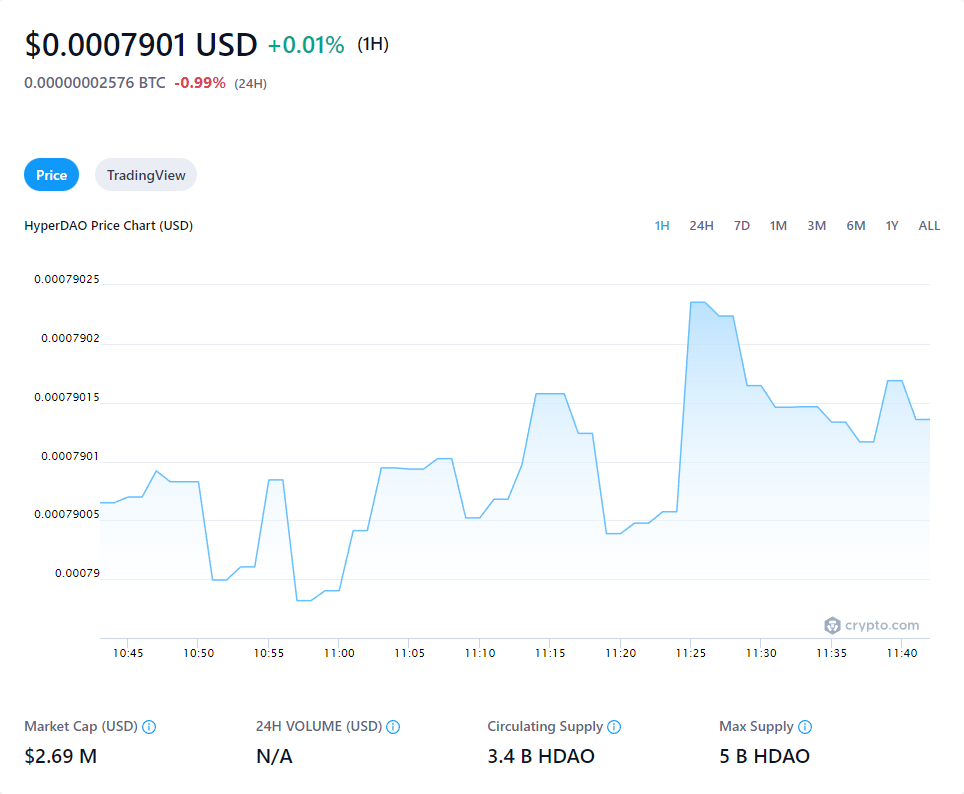 $0.0007901 USD +0.01% (1H)
0.00000002576 BTC -0.99% (24H)
Price TradingView
HyperDAO Price Chart (USD) 1H 24H 7D 1M 3M 6M 1Y ALL
0.00079025
0.0007902
0.00079015
0.0007901
0.00079005
0.00079
crypto.com
10:45 10:50 10:55 11:00 11:05 11:10 11:15 11:20 11:25 11:30 11:35 11:40
Market Cap (USD) 24H VOLUME (USD) Circulating Supply Max Supply
$2.69 M N/A 3.4 B HDAO 5 B HDAO